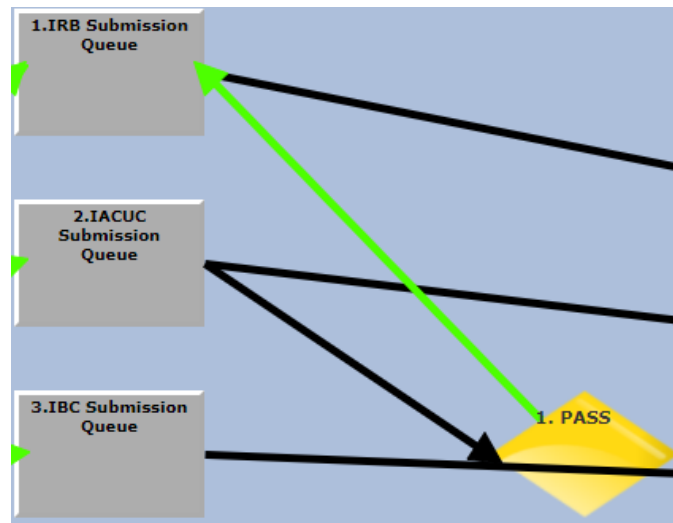 1.IRB Submission
Queue
2.IACUC
Submission
Queue
3.IBC Submission
Queue
1. PASS